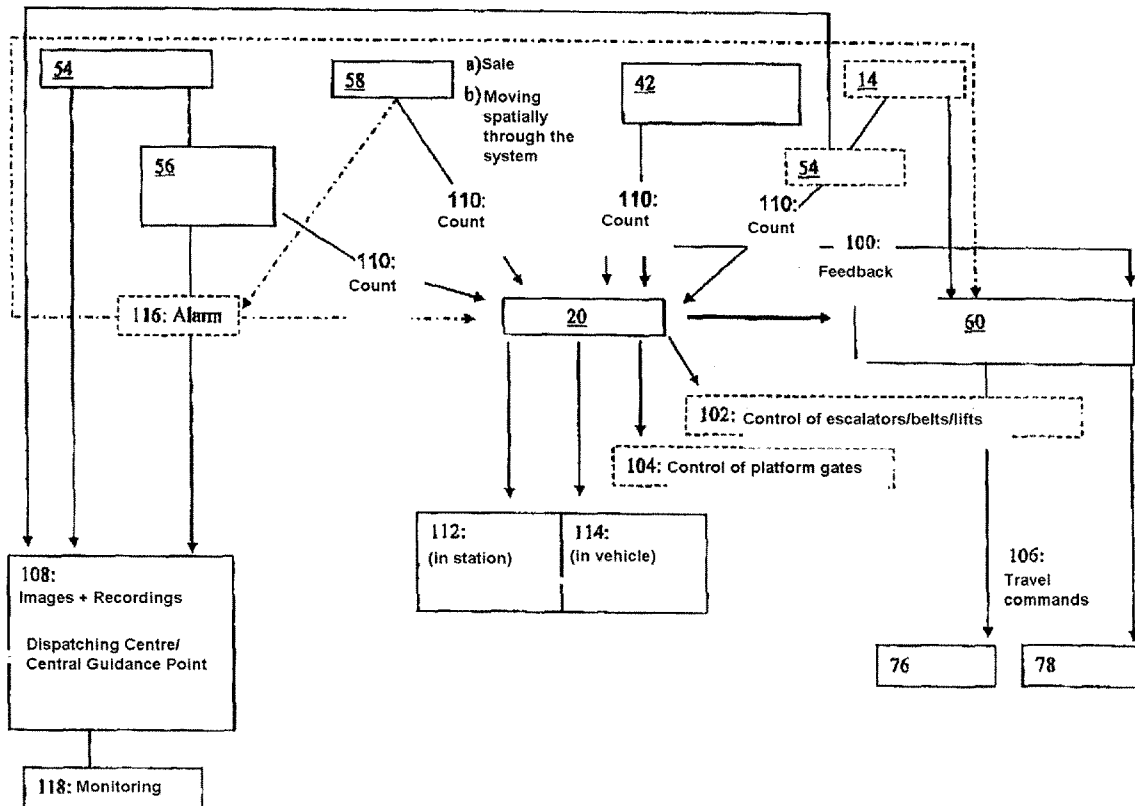 54
58
a) Sale
b) Moving
spatially
through the
system
42
14
56
54
110:
Count
110:
Count
110:
Count
110:
Count
100:
Feedback
116: Alarm
20
60
102: Control of escalators/belts/lifts
104: Control of platform gates
112:
(in station)
114:
(in vehicle)
106:
Travel
commands
108:
Images + Recordings
Dispatching Centre/
Central Guidance Point
76
78
118: Monitoring